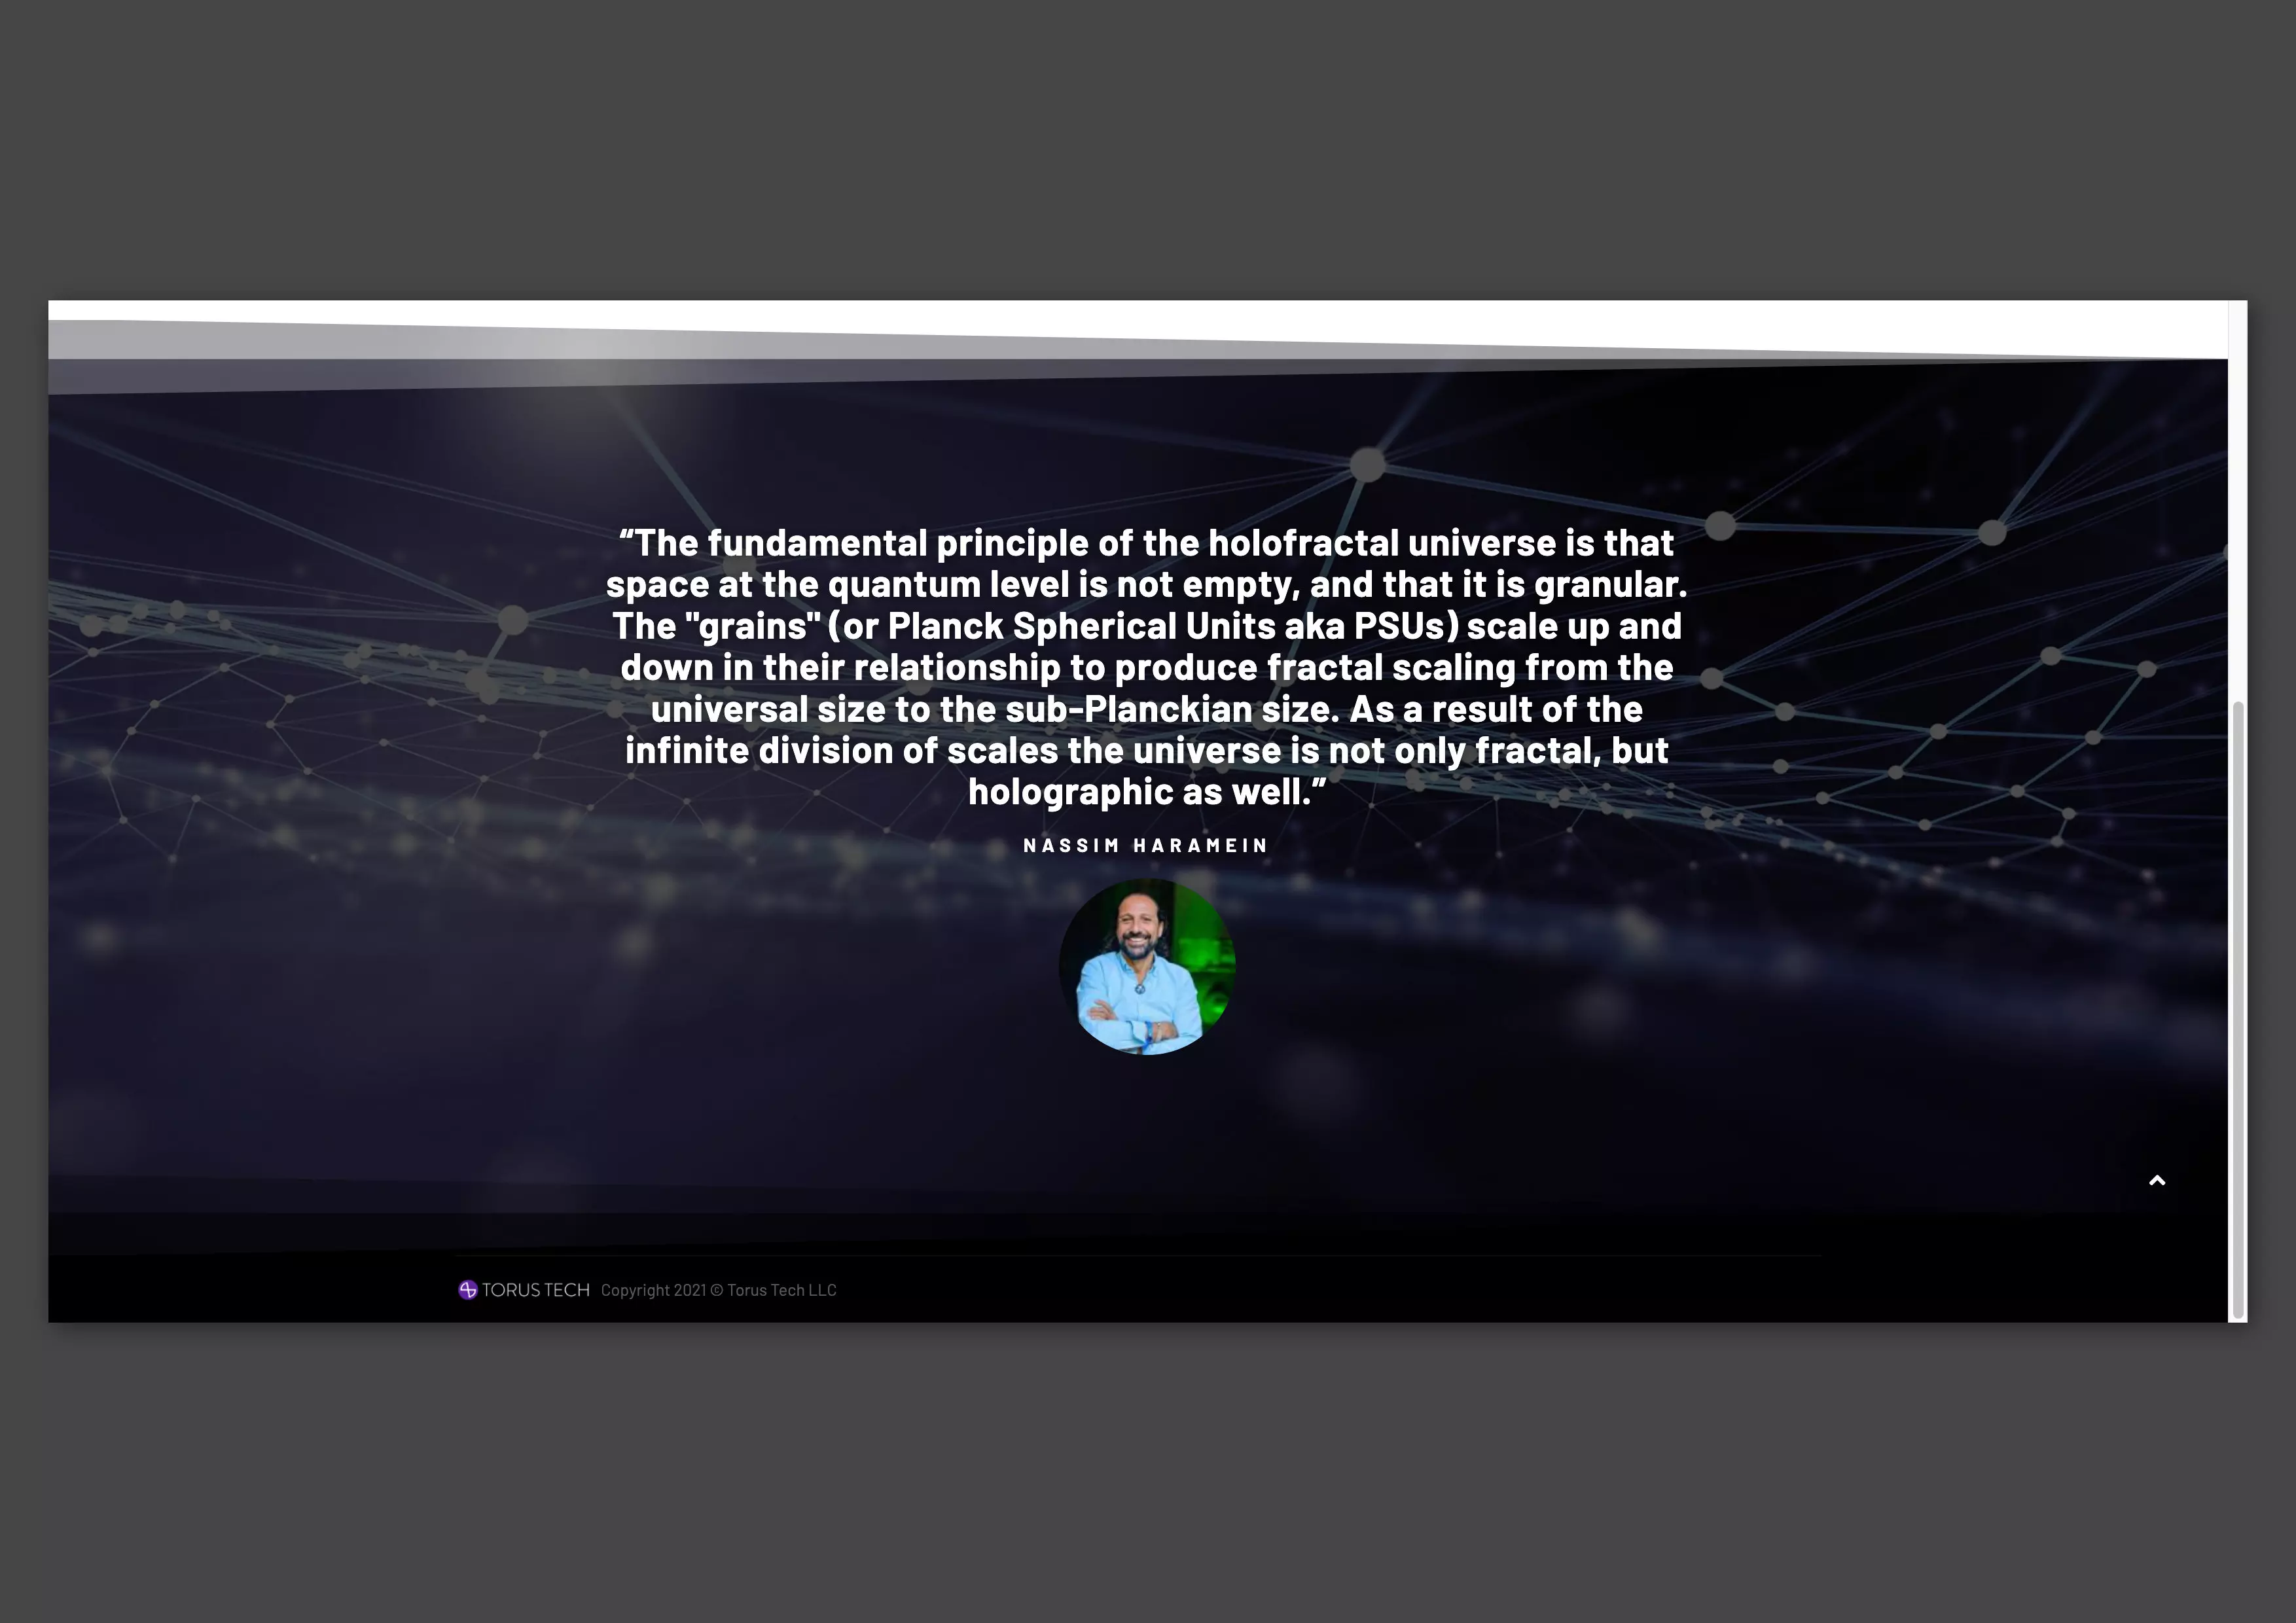 “The fundamental principle of the holofractal universe is that
space at the quantum level is not empty, and that it is granular.
The "grains" (or Planck Spherical Units aka PSUs) scale up and
down in their relationship to produce fractal scaling from the
universal size to the sub-Planckian size. As a result of the
infinite division of scales the universe is not only fractal, but
holographic as well.”
NASSIM HARAMEIN
TORUS TECH Copyright 2021 © Torus Tech LLC